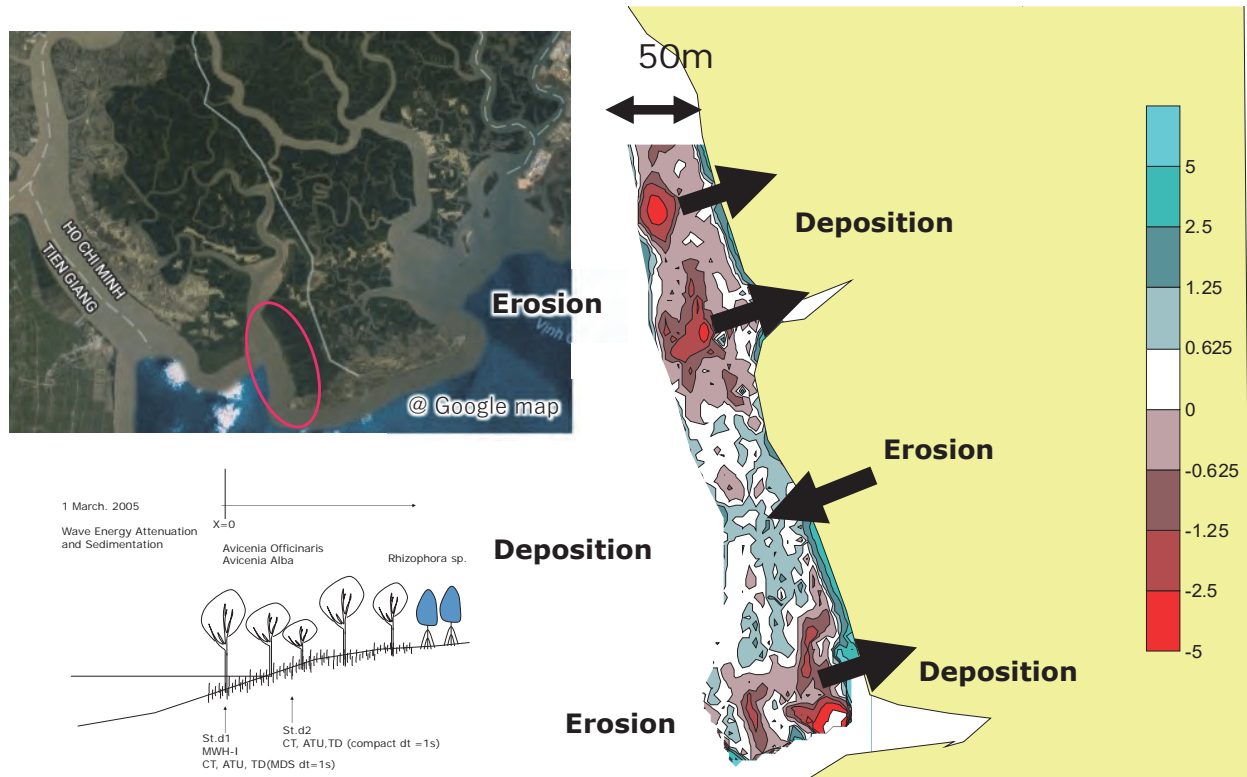 HO CHI MINH
TIEN GIANG
@ Google map
50m
Deposition
Erosion
Erosion
Deposition
Deposition
Erosion
5
2.5
1.25
0.625
0
-0.625
-1.25
-2.5
-5
1 March. 2005
Wave Energy Attenuation
and Sedimentation
X=0
Avicenia Officinaris
Avicenia Alba
Rhizophora sp.
St.d1
MWH-I
CT, ATU, TD(MDS dt=1s)
St.d2
CT, ATU,TD (compact dt =1s)